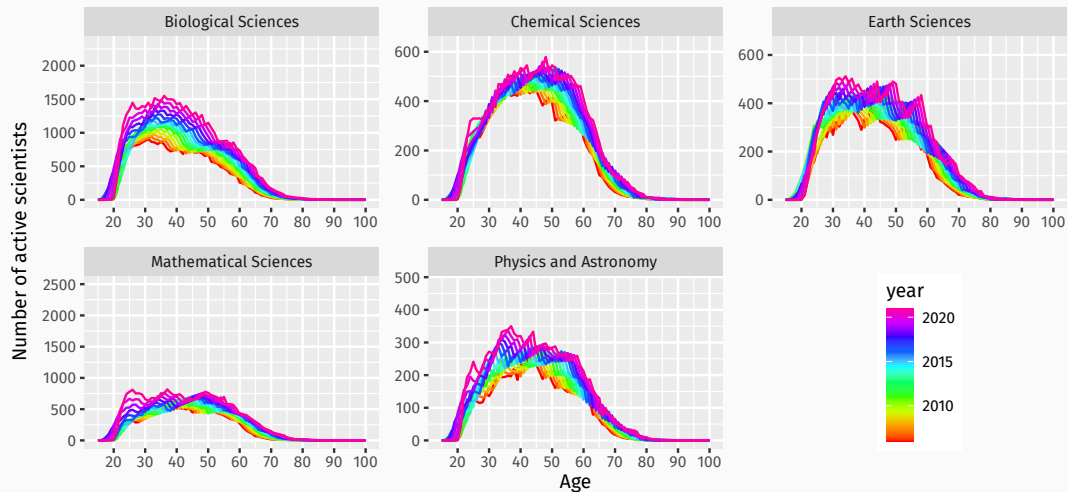 Biological Sciences
Chemical Sciences
Earth Sciences
2000
1500
1000
500
0
600
400
200
0
600
400
200
0
20 30 40 50 60 70 80 90 100
20 30 40 50 60 70 80 90 100
20 30 40 50 60 70 80 90 100
Number of active scientists
Mathematical Sciences
Physics and Astronomy
2500
2000
1500
1000
500
0
500
400
300
200
100
0
20 30 40 50 60 70 80 90 100
20 30 40 50 60 70 80 90 100
Age
year
2020
2015
2010